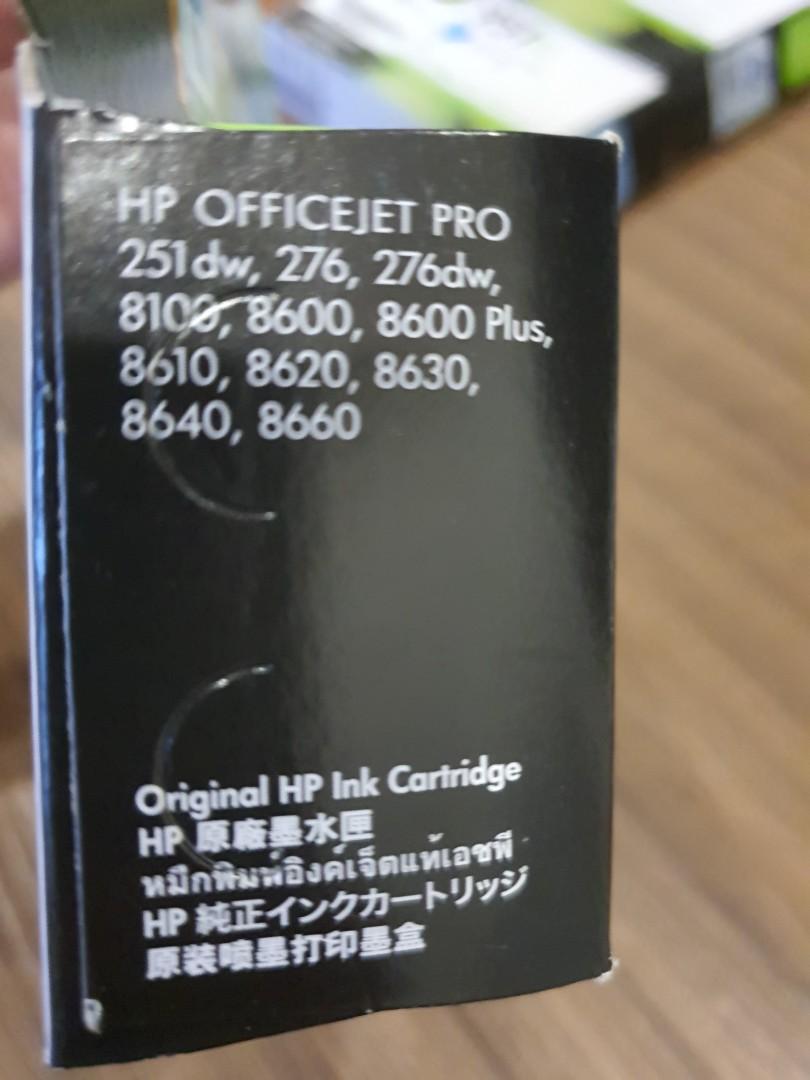 HP OFFICEJET PRO
251dw, 276, 276dw,
8100, 8600, 8600 Plus,
8610, 8620, 8630,
8640, 8660
Original HP Ink Cartridge
HP 原廠墨水匣
หมึกพิมพ์อิงค์เจ็ตแท้เอชพี
HP 純正インクカートリッジ
原装喷墨打印墨盒